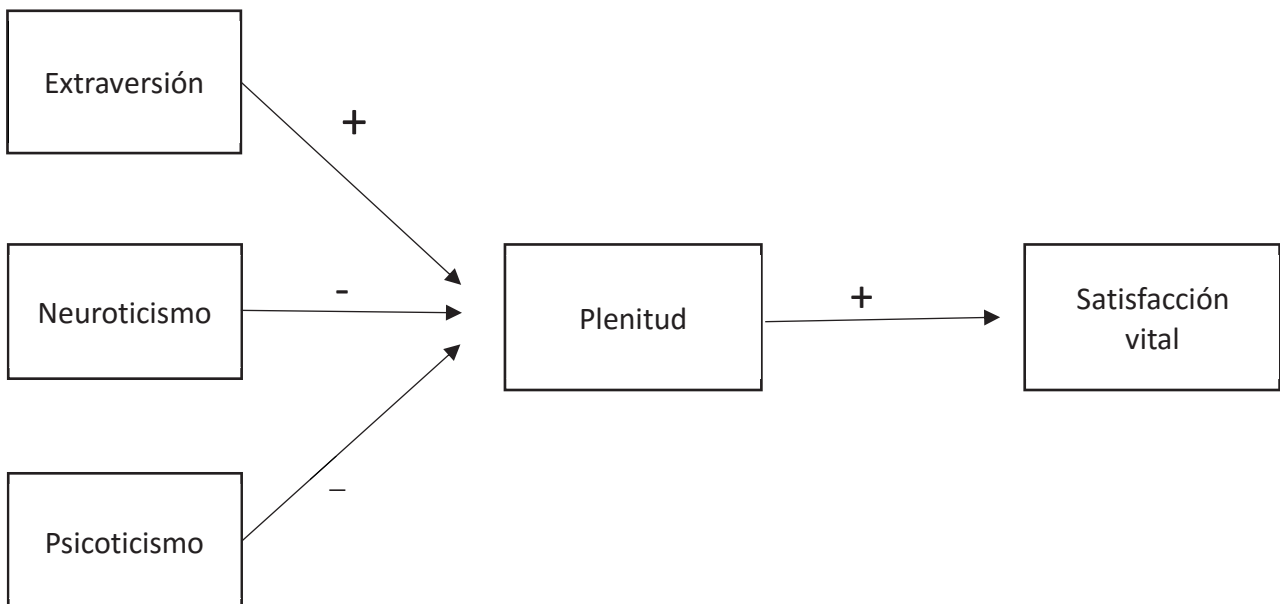 Extraversión
+
Neuroticismo
-
Plenitud
+
Satisfacción
vital
Psicoticismo
–